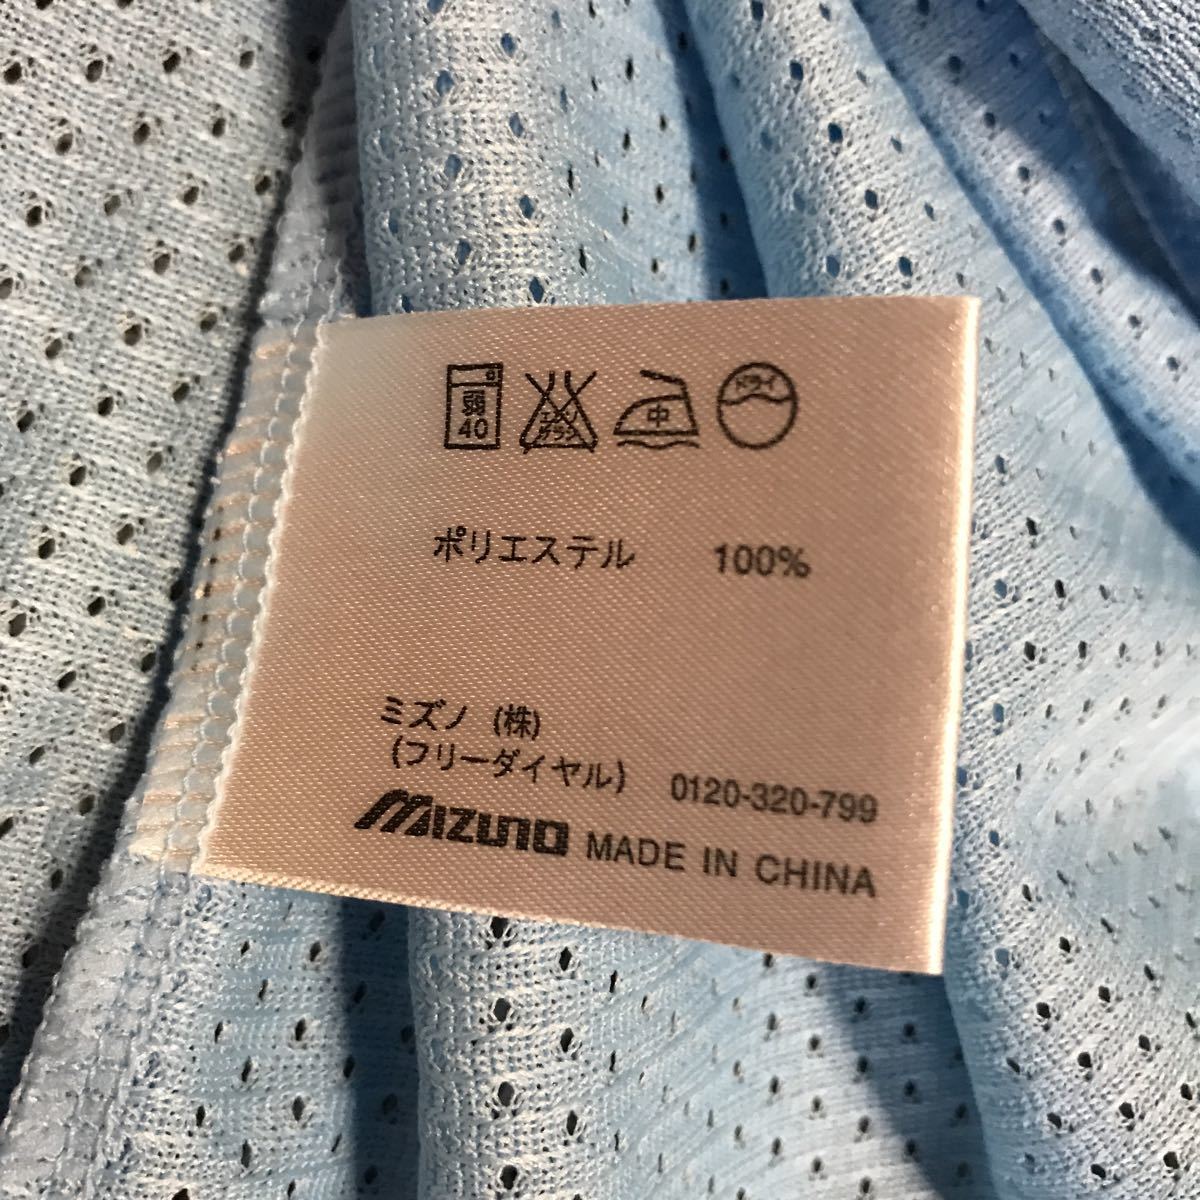 弱 エンソ 中 ドライ
40 サラシ
ポリエステル 100%
ミズノ (株)
(フリーダイヤル) 0120-320-799
MIZUNO MADE IN CHINA